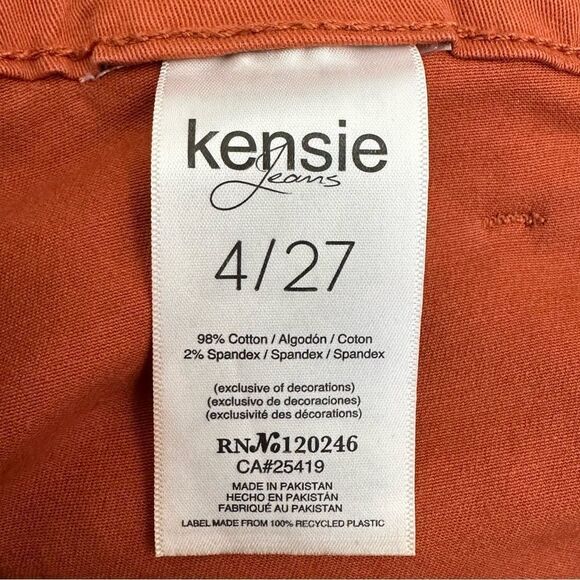 kensie
Jeans
4/27
98% Cotton / Algodón / Coton
2% Spandex / Spandex / Spandex
(exclusive of decorations)
(exclusivo de decoraciones)
(exclusivité des décorations)
RN No 120246
CA#25419
MADE IN PAKISTAN
HECHO EN PAKISTÁN
FABRIQUÉ AU PAKISTAN
LABEL MADE FROM 100% RECYCLED PLASTIC